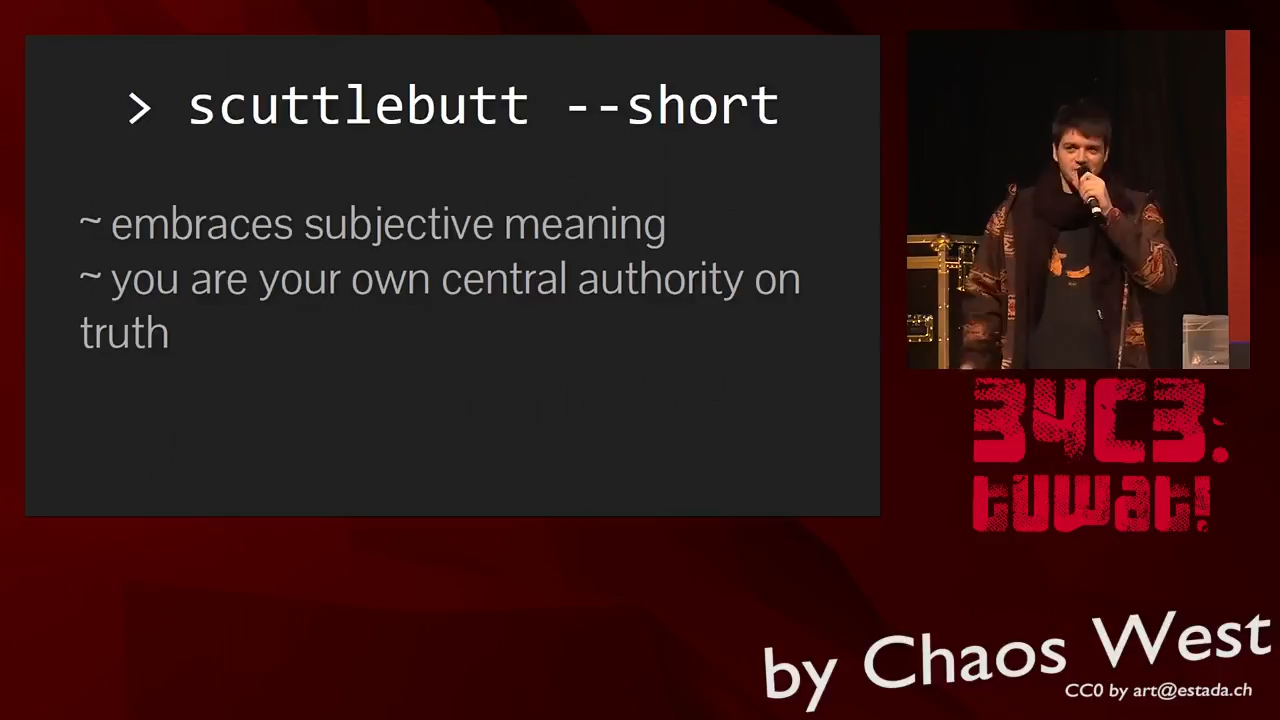 > scuttlebutt --short
~ embraces subjective meaning
~ you are your own central authority on
truth
34C3:
tuwat!
by Chaos West
CC0 by art@estada.ch